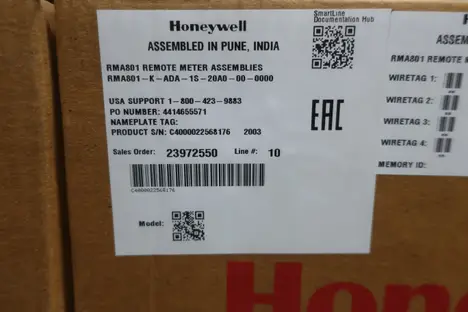 Honeywell
SmartLine
Documentation Hub
ASSEMBLED IN PUNE, INDIA
RMA801 REMOTE METER ASSEMBLIES
RMA801-K-ADA-1S-20A0-00-0000
USA SUPPORT 1-800-423-9883
PO NUMBER: 4414655571
NAMEPLATE TAG:
PRODUCT S/N: C4000022568176 2003
EAC
Sales Order: 23972550 Line #: 10
C4000022568176
Model:
ASSEM
RMA801 REMOTE M
WIRETAG 1:
WIRETAG 2:
WIRETAG 3:
WIRETAG 4:
MEMORY ID:
Hon